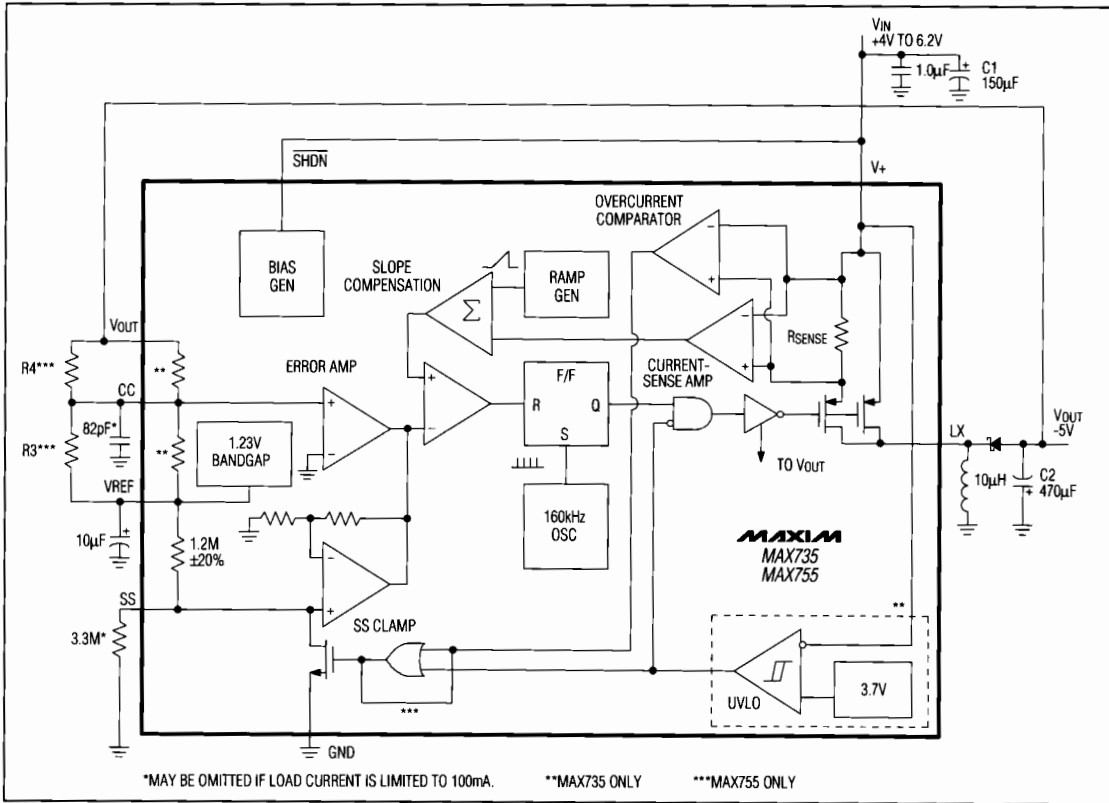 VIN
+4V TO 6.2V
1.0µF
+
C1
150µF
SHDN
V+
OVERCURRENT
COMPARATOR
BIAS
GEN
SLOPE
COMPENSATION
RAMP
GEN
Σ
RSENSE
VOUT
R4***
**
ERROR AMP
CURRENT-
SENSE AMP
F/F
R
Q
S
CC
82pF*
R3***
**
1.23V
BANDGAP
VREF
TO VOUT
LX
VOUT
-5V
10µH
C2
470µF
+
10µF
+
1.2M
±20%
160kHz
OSC
MAXIM
MAX735
MAX755
SS
3.3M*
SS CLAMP
**
UVLO
3.7V
***
GND
*MAY BE OMITTED IF LOAD CURRENT IS LIMITED TO 100mA. **MAX735 ONLY ***MAX755 ONLY